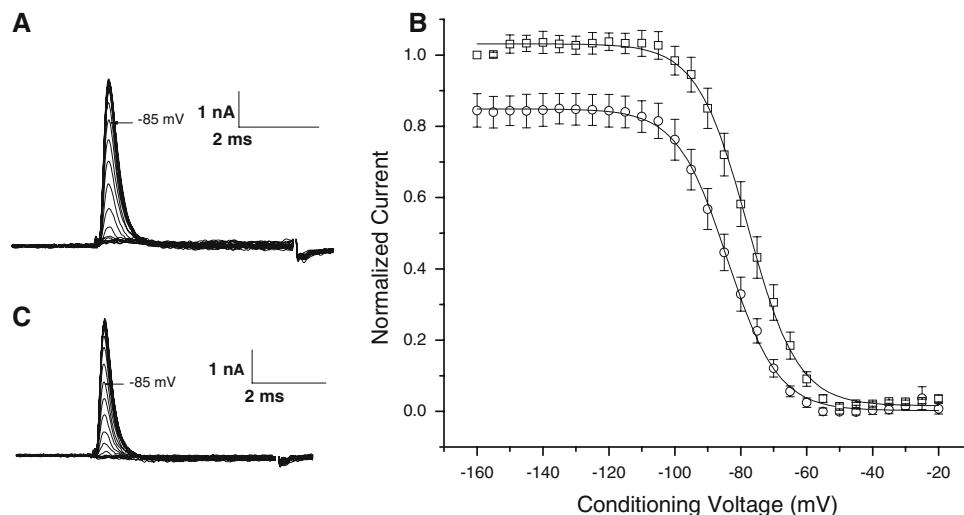 A
-85 mV
1 nA
2 ms
C
-85 mV
1 nA
2 ms
B
Normalized Current
1.0
0.8
0.6
0.4
0.2
0.0
-160 -140 -120 -100 -80 -60 -40 -20
Conditioning Voltage (mV)